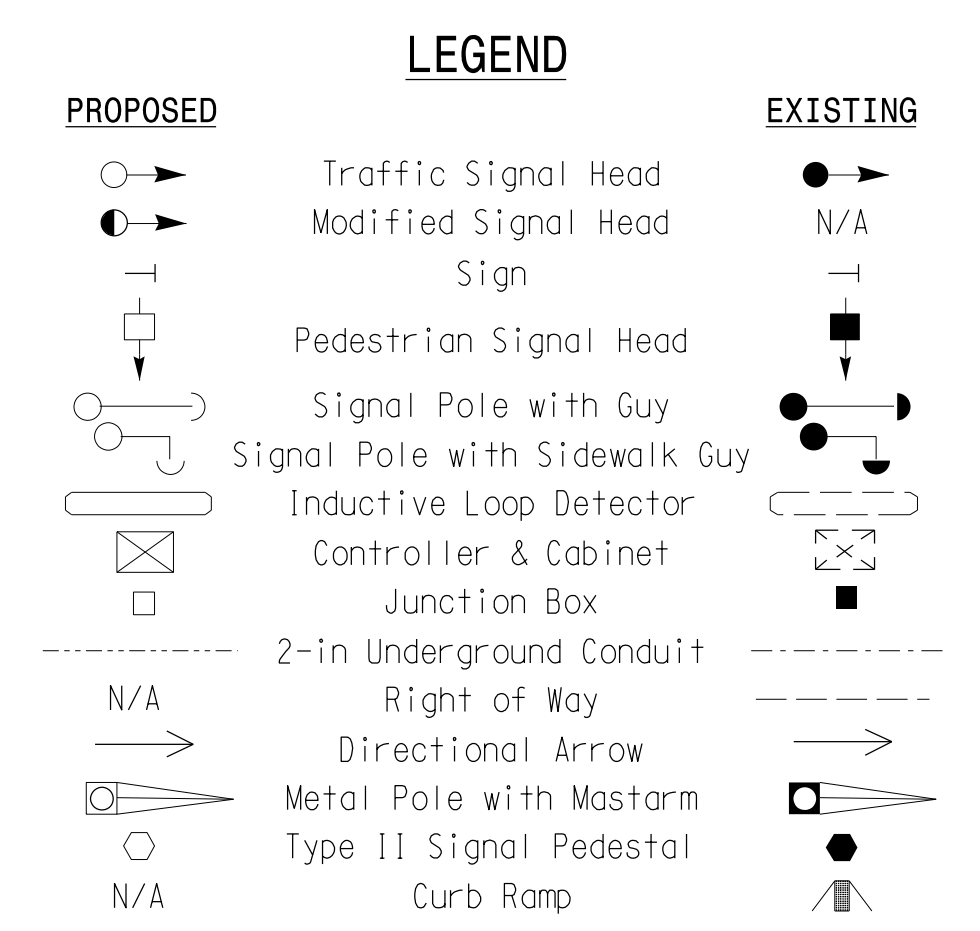 LEGEND
PROPOSED EXISTING
Traffic Signal Head
Modified Signal Head N/A
Sign
Pedestrian Signal Head
Signal Pole with Guy
Signal Pole with Sidewalk Guy
Inductive Loop Detector
Controller & Cabinet
Junction Box
2-in Underground Conduit
N/A Right of Way
Directional Arrow
Metal Pole with Mastarm
Type II Signal Pedestal
N/A Curb Ramp